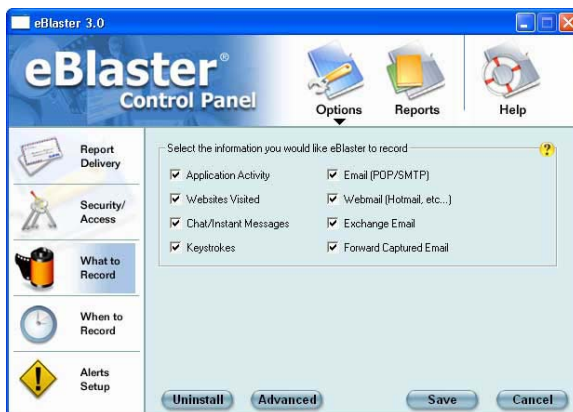 eBlaster 3.0
eBlaster®
Control Panel
Options
Reports
Help
Report
Delivery
Security/
Access
What to
Record
When to
Record
Alerts
Setup
Select the information you would like eBlaster to record
?
Application Activity
Email (POP/SMTP)
Websites Visited
Webmail (Hotmail, etc...)
Chat/Instant Messages
Exchange Email
Keystrokes
Forward Captured Email
Uninstall
Advanced
Save
Cancel